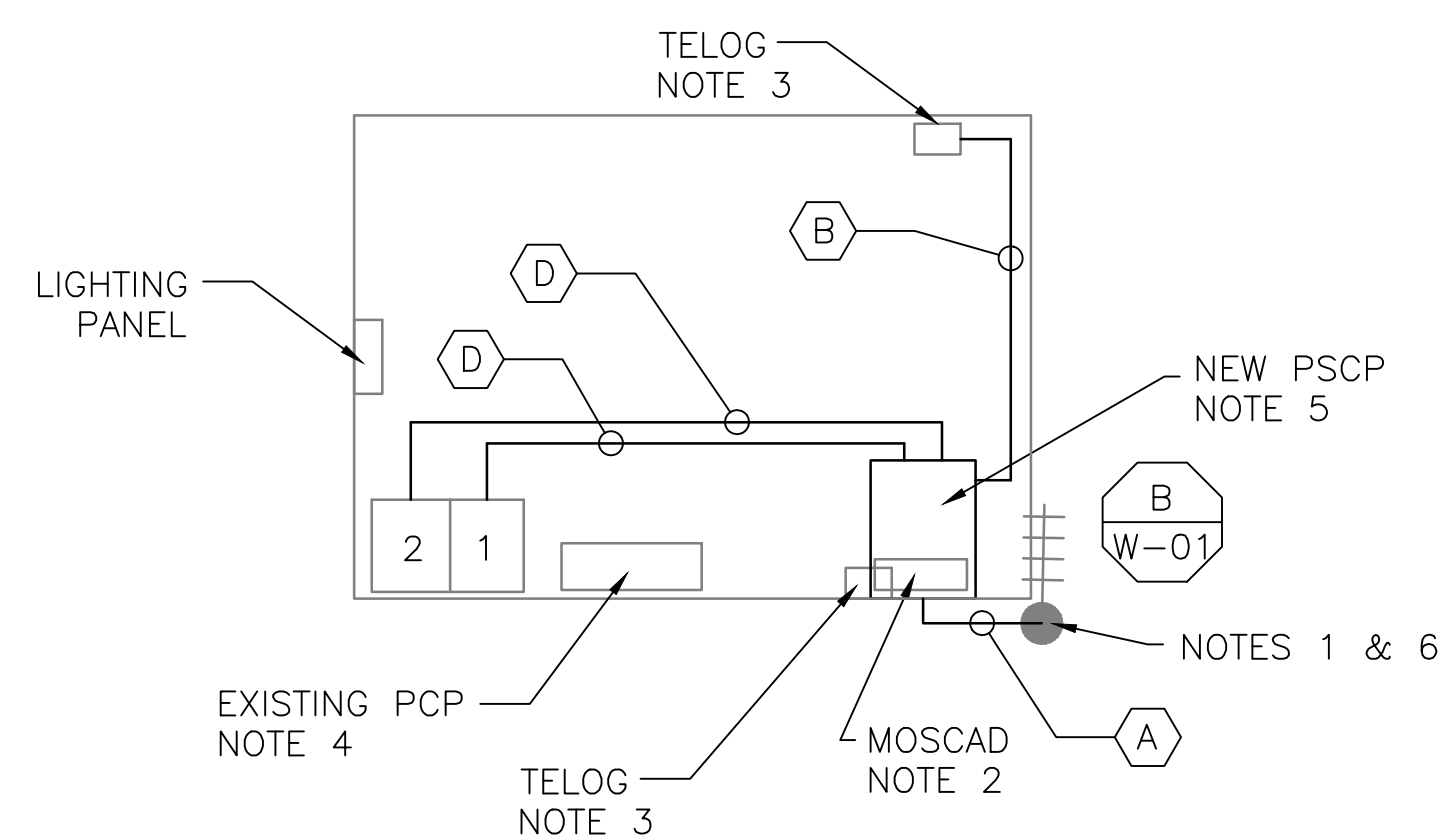 TELOG
NOTE 3
B
D
LIGHTING
PANEL
D
NEW PSCP
NOTE 5
B
W-01
2
1
NOTES 1 & 6
EXISTING PCP
NOTE 4
MOSCAD
NOTE 2
A
TELOG
NOTE 3